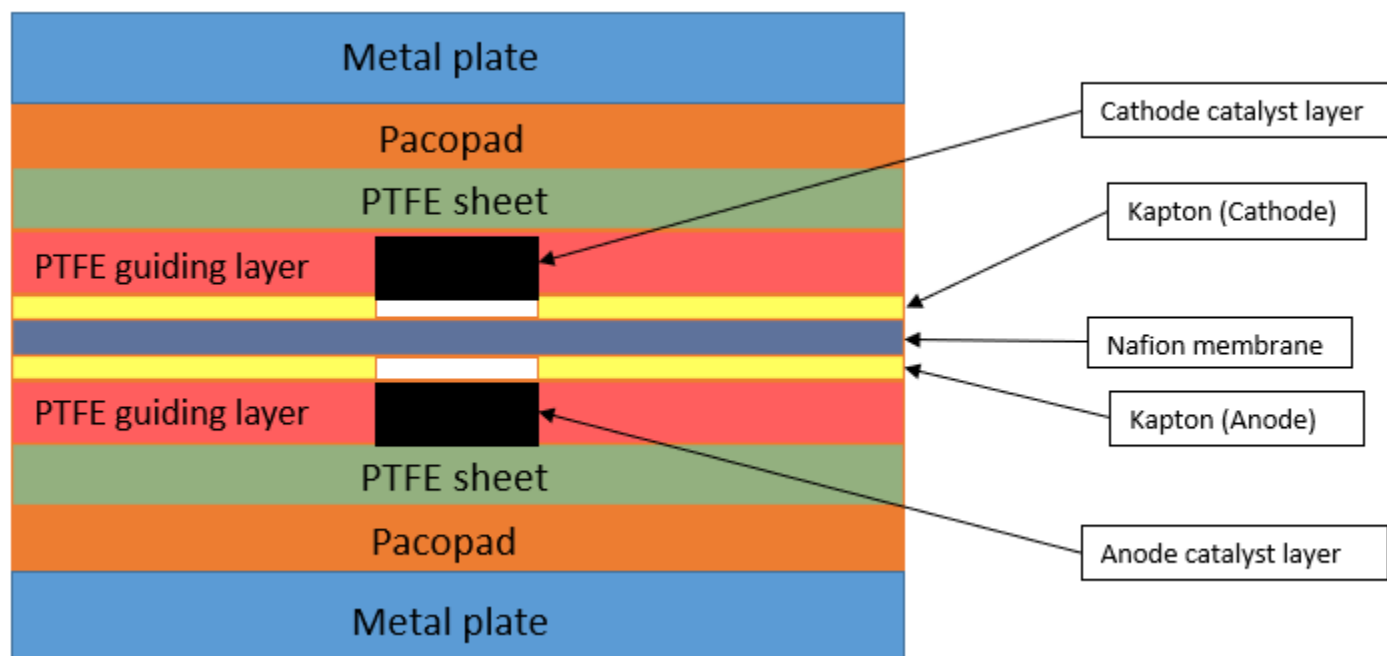 Metal plate
Pacopad
PTFE sheet
PTFE guiding layer
PTFE guiding layer
PTFE sheet
Pacopad
Metal plate
Cathode catalyst layer
Kapton (Cathode)
Nafion membrane
Kapton (Anode)
Anode catalyst layer